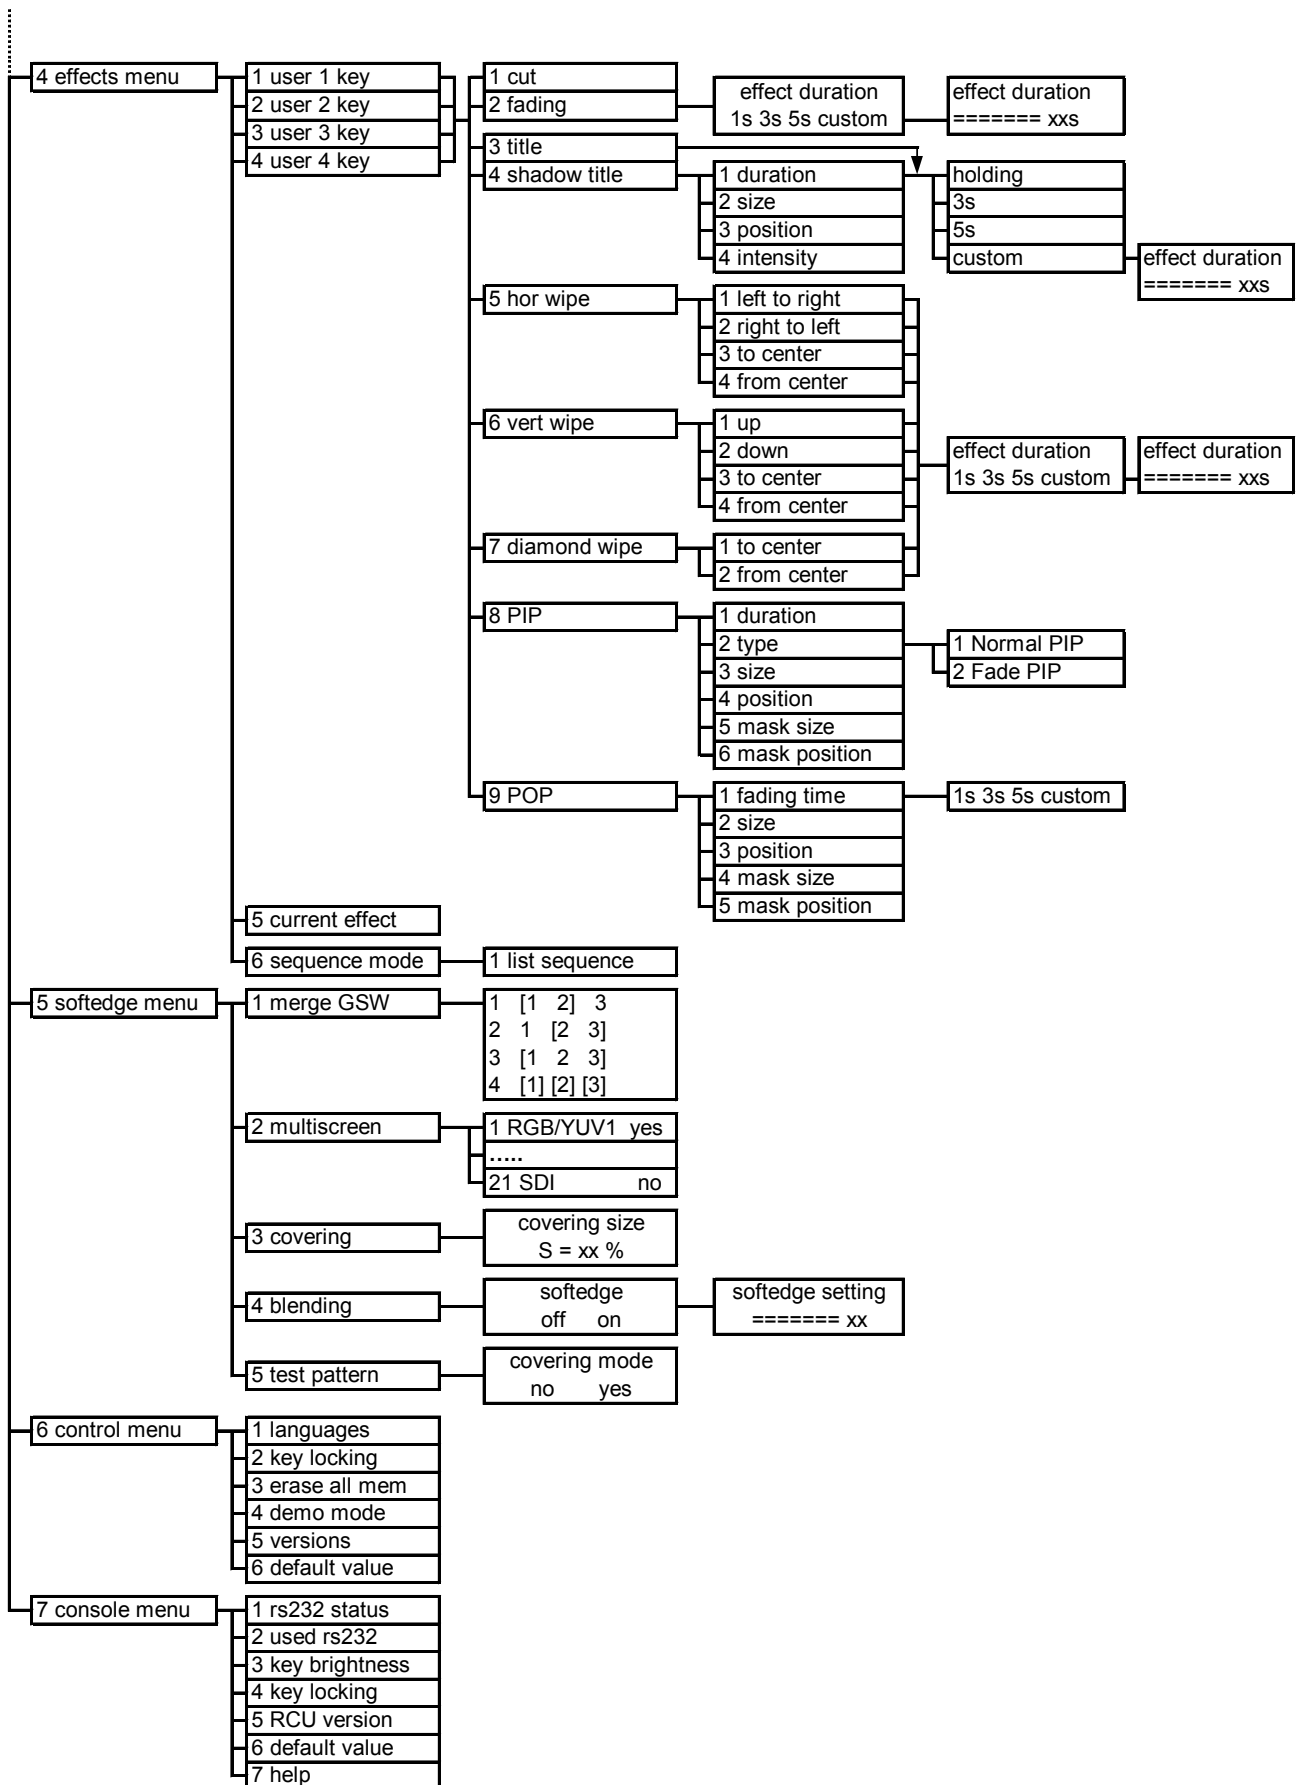 4 effects menu
1 user 1 key
2 user 2 key
3 user 3 key
4 user 4 key
1 cut
2 fading
effect duration
1s 3s 5s custom
effect duration
======= xxs
3 title
4 shadow title
1 duration
2 size
3 position
4 intensity
holding
3s
5s
custom
effect duration
======= xxs
5 hor wipe
1 left to right
2 right to left
3 to center
4 from center
6 vert wipe
1 up
2 down
3 to center
4 from center
effect duration
1s 3s 5s custom
effect duration
======= xxs
7 diamond wipe
1 to center
2 from center
8 PIP
1 duration
2 type
3 size
4 position
5 mask size
6 mask position
1 Normal PIP
2 Fade PIP
9 POP
1 fading time
2 size
3 position
4 mask size
5 mask position
1s 3s 5s custom
5 current effect
6 sequence mode
1 list sequence
5 softedge menu
1 merge GSW
1 [1 2] 3
2 1 [2 3]
3 [1 2 3]
4 [1] [2] [3]
2 multiscreen
1 RGB/YUV1 yes
.....
21 SDI no
3 covering
covering size
S = xx %
4 blending
softedge
off on
softedge setting
======= xx
5 test pattern
covering mode
no yes
6 control menu
1 languages
2 key locking
3 erase all mem
4 demo mode
5 versions
6 default value
7 console menu
1 rs232 status
2 used rs232
3 key brightness
4 key locking
5 RCU version
6 default value
7 help